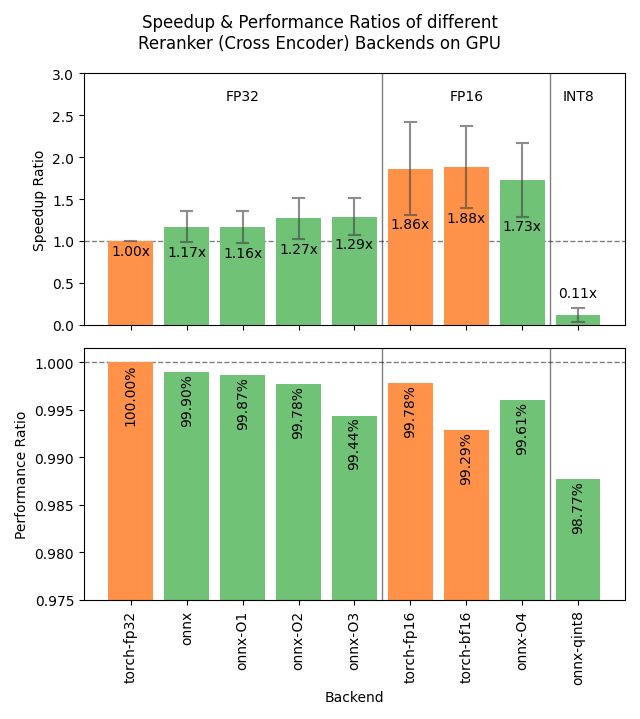 Speedup & Performance Ratios of different
Reranker (Cross Encoder) Backends on GPU
Speedup Ratio
3.0
2.5
2.0
1.5
1.0
0.5
0.0
FP32
FP16
INT8
1.00x
1.17x
1.16x
1.27x
1.29x
1.86x
1.88x
1.73x
0.11x
Performance Ratio
1.000
0.995
0.990
0.985
0.980
0.975
100.00%
99.90%
99.87%
99.78%
99.44%
99.78%
99.29%
99.61%
98.77%
torch-fp32
onnx
onnx-O1
onnx-O2
onnx-O3
torch-fp16
torch-bf16
onnx-O4
onnx-qint8
Backend